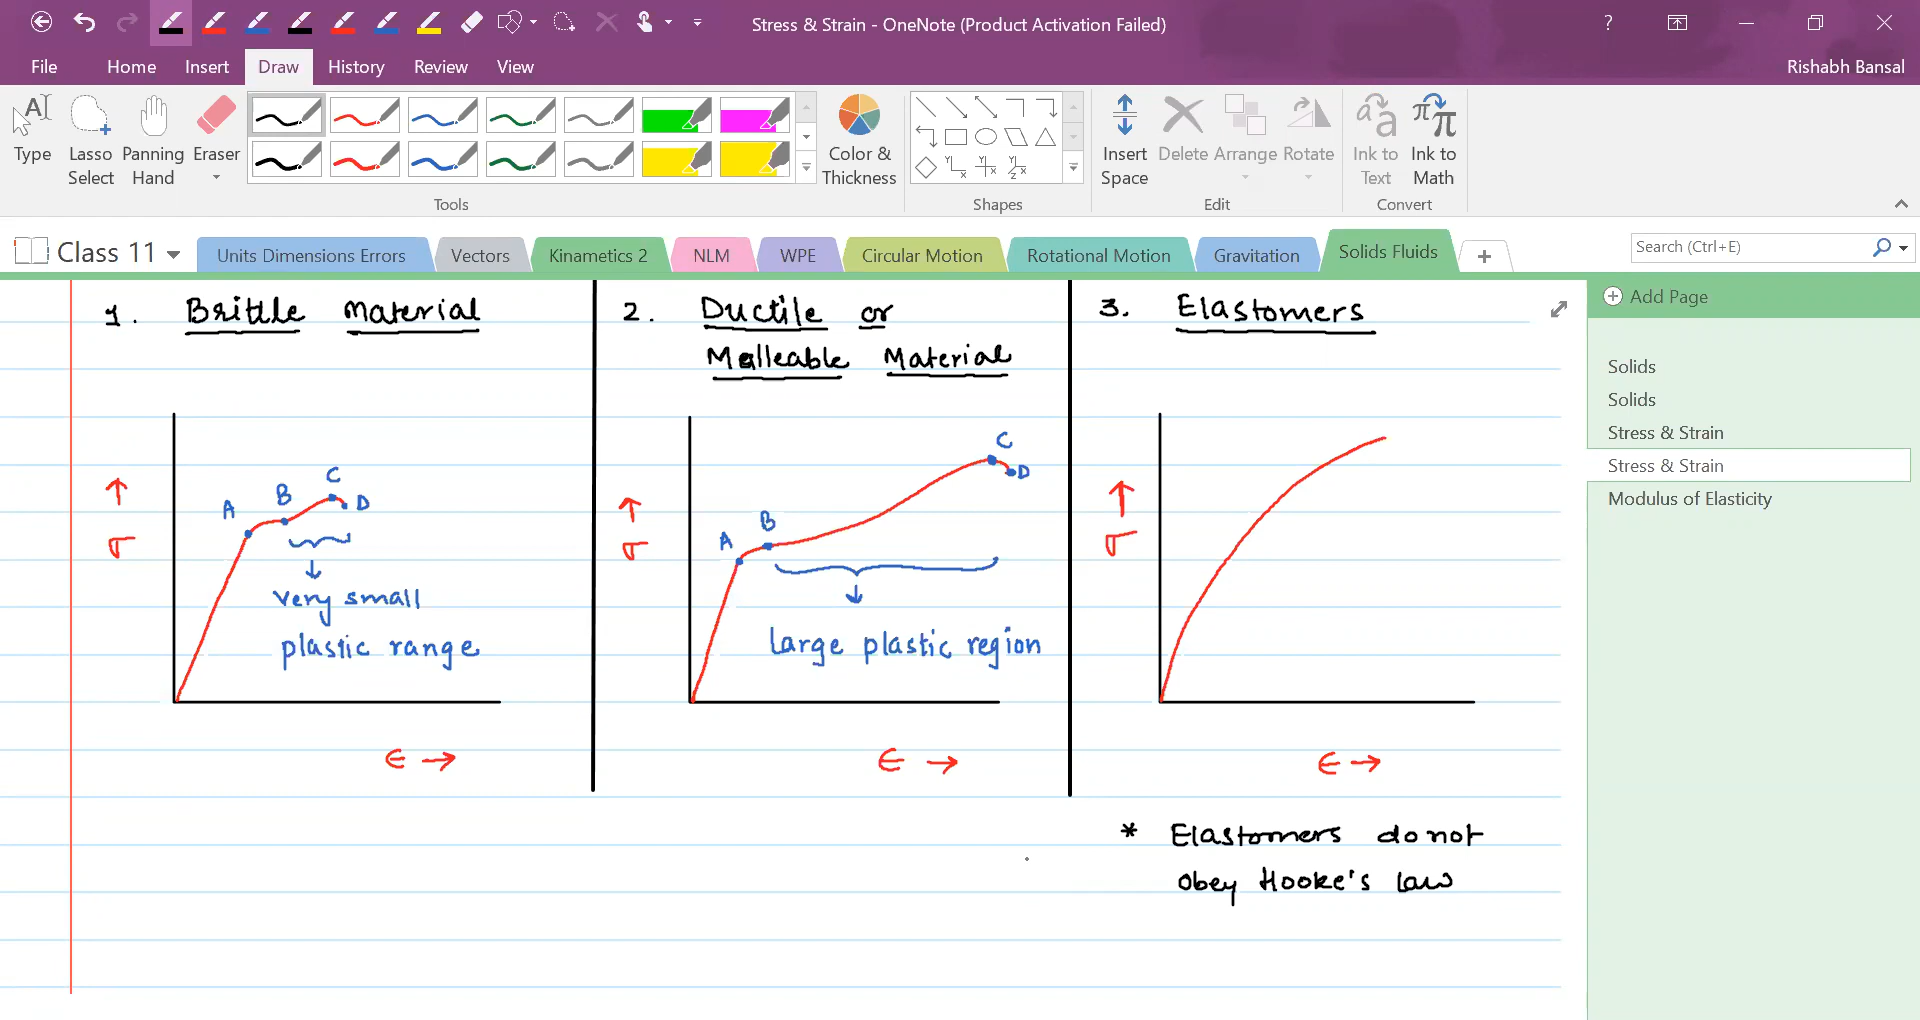 Stress & Strain - OneNote (Product Activation Failed)
?
File Home Insert Draw History Review View
Rishabh Bansal
Type
Lasso Select
Panning Hand
Eraser
Color & Thickness
Insert Space
Delete
Arrange
Rotate
Ink to Text
Ink to Math
Tools
Shapes
Edit
Convert
Class 11
Units Dimensions Errors
Vectors
Kinametics 2
NLM
WPE
Circular Motion
Rotational Motion
Gravitation
Solids Fluids
+
Search (Ctrl+E)
Add Page
Solids
Solids
Stress & Strain
Stress & Strain
Modulus of Elasticity
1. Brittle Material
↑
σ
A B C D
↓
very small
plastic range
ϵ →
2. Ductile or
Malleable Material
↑
σ
A B C D
↓
large plastic region
ϵ →
3. Elastomers
↑
σ
ϵ →
* Elastomers do not
obey Hooke's law